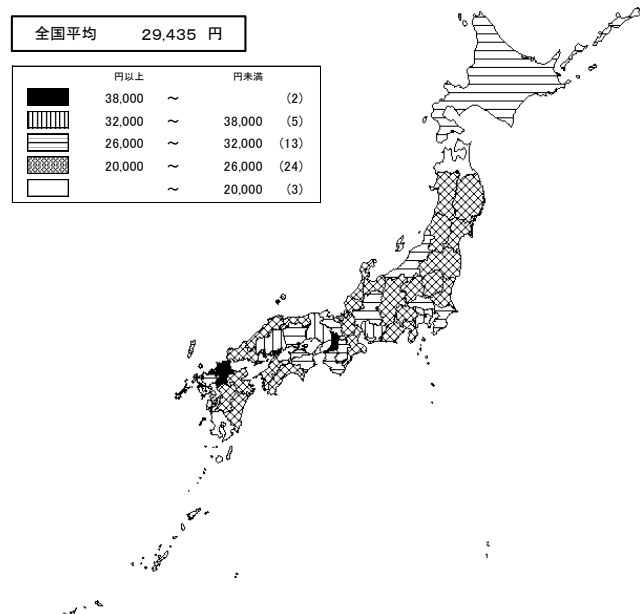 全国平均 29,435 円
円以上 円未満
38,000 ～ (2)
32,000 ～ 38,000 (5)
26,000 ～ 32,000 (13)
20,000 ～ 26,000 (24)
～ 20,000 (3)